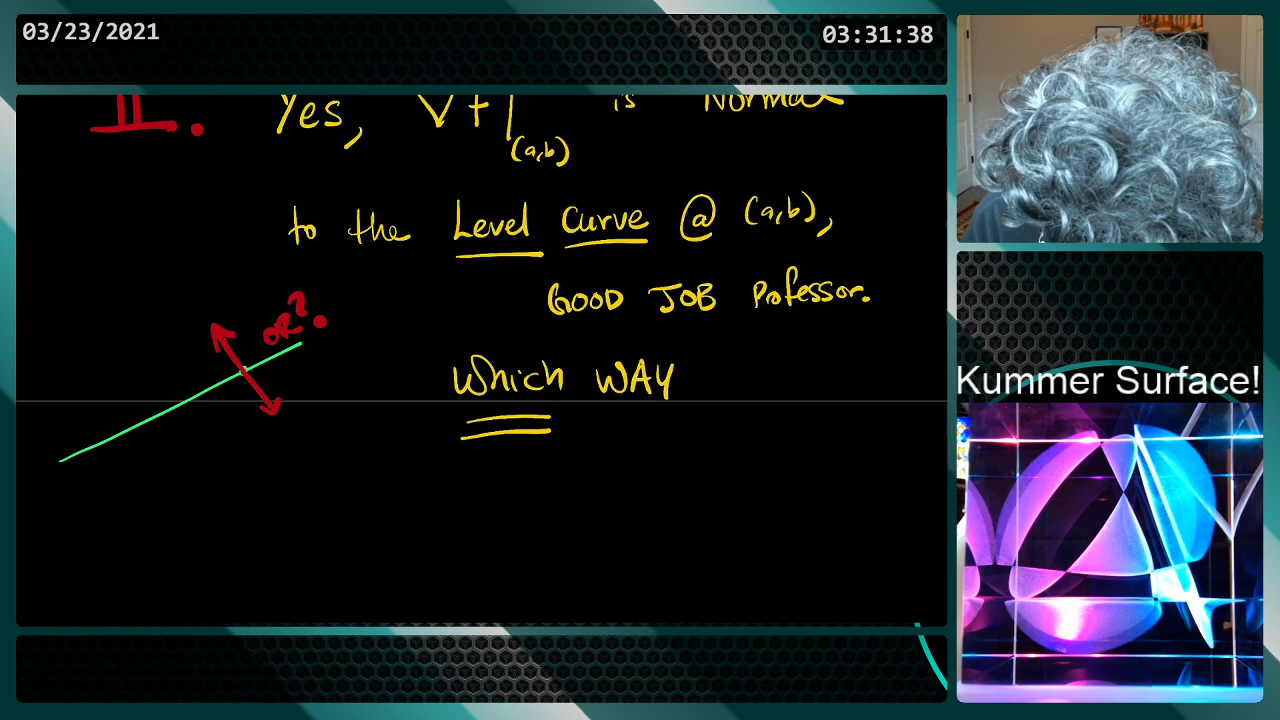 03/23/2021
03:31:38
II. Yes, ∇f|(a,b) is Normal
to the Level Curve @ (a,b),
GOOD JOB Professor.
OR?
Which WAY
Kummer Surface!